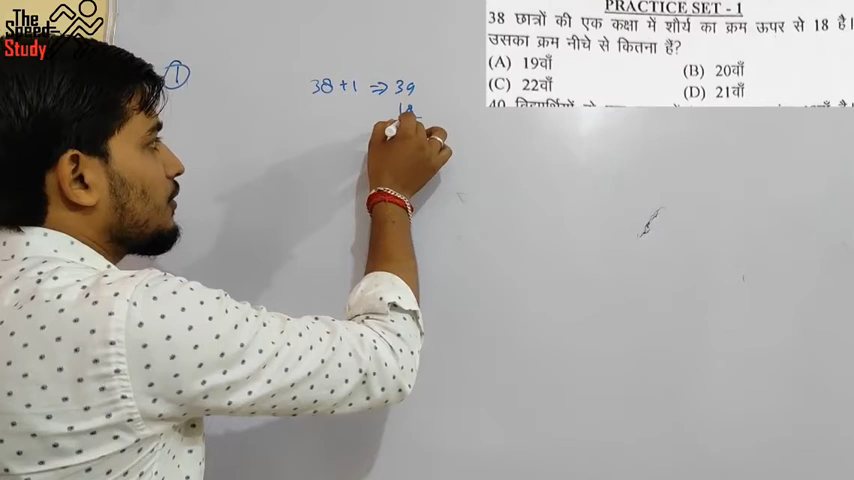 The
Speed
Study
1
38 + 1 ⇒ 39
18
PRACTICE SET - 1
38 छात्रों की एक कक्षा में शौर्य का क्रम ऊपर से 18 है।
उसका क्रम नीचे से कितना हैं?
(A) 19वाँ
(B) 20वाँ
(C) 22वाँ
(D) 21वाँ
40